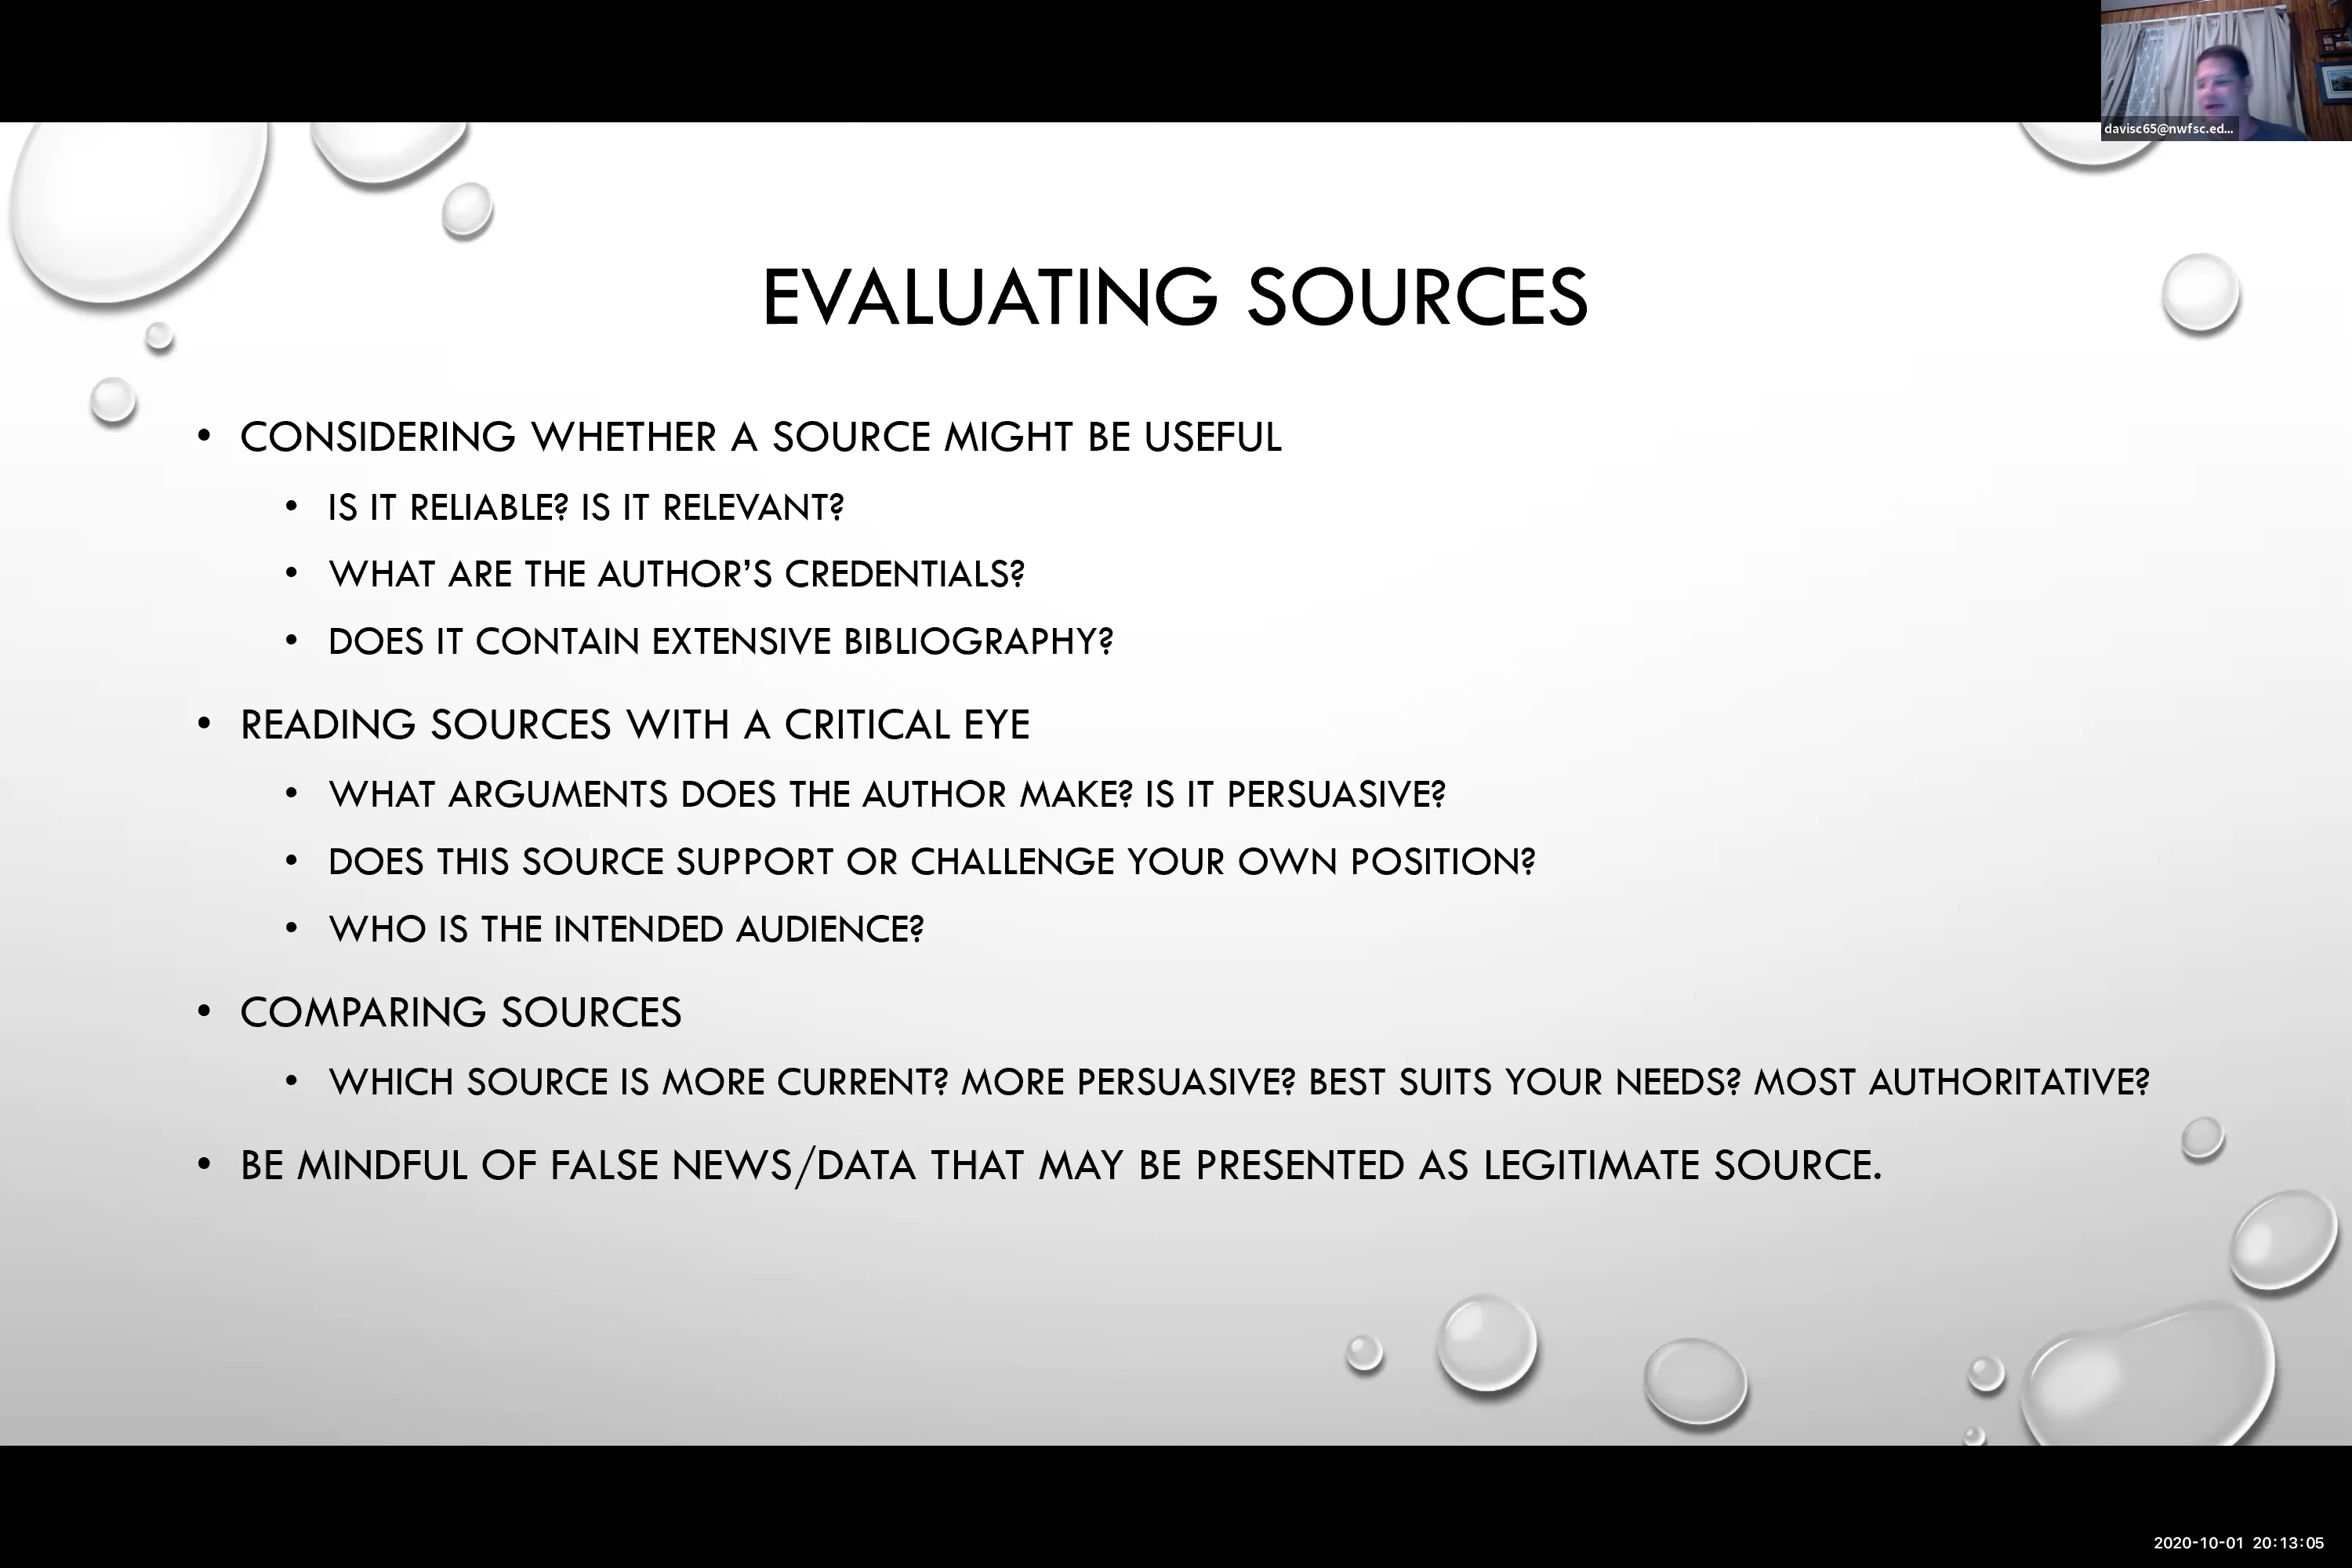 davisc65@nwfsc.ed...
EVALUATING SOURCES
• CONSIDERING WHETHER A SOURCE MIGHT BE USEFUL
• IS IT RELIABLE? IS IT RELEVANT?
• WHAT ARE THE AUTHOR’S CREDENTIALS?
• DOES IT CONTAIN EXTENSIVE BIBLIOGRAPHY?
• READING SOURCES WITH A CRITICAL EYE
• WHAT ARGUMENTS DOES THE AUTHOR MAKE? IS IT PERSUASIVE?
• DOES THIS SOURCE SUPPORT OR CHALLENGE YOUR OWN POSITION?
• WHO IS THE INTENDED AUDIENCE?
• COMPARING SOURCES
• WHICH SOURCE IS MORE CURRENT? MORE PERSUASIVE? BEST SUITS YOUR NEEDS? MOST AUTHORITATIVE?
• BE MINDFUL OF FALSE NEWS/DATA THAT MAY BE PRESENTED AS LEGITIMATE SOURCE.
2020-10-01 20:13:05